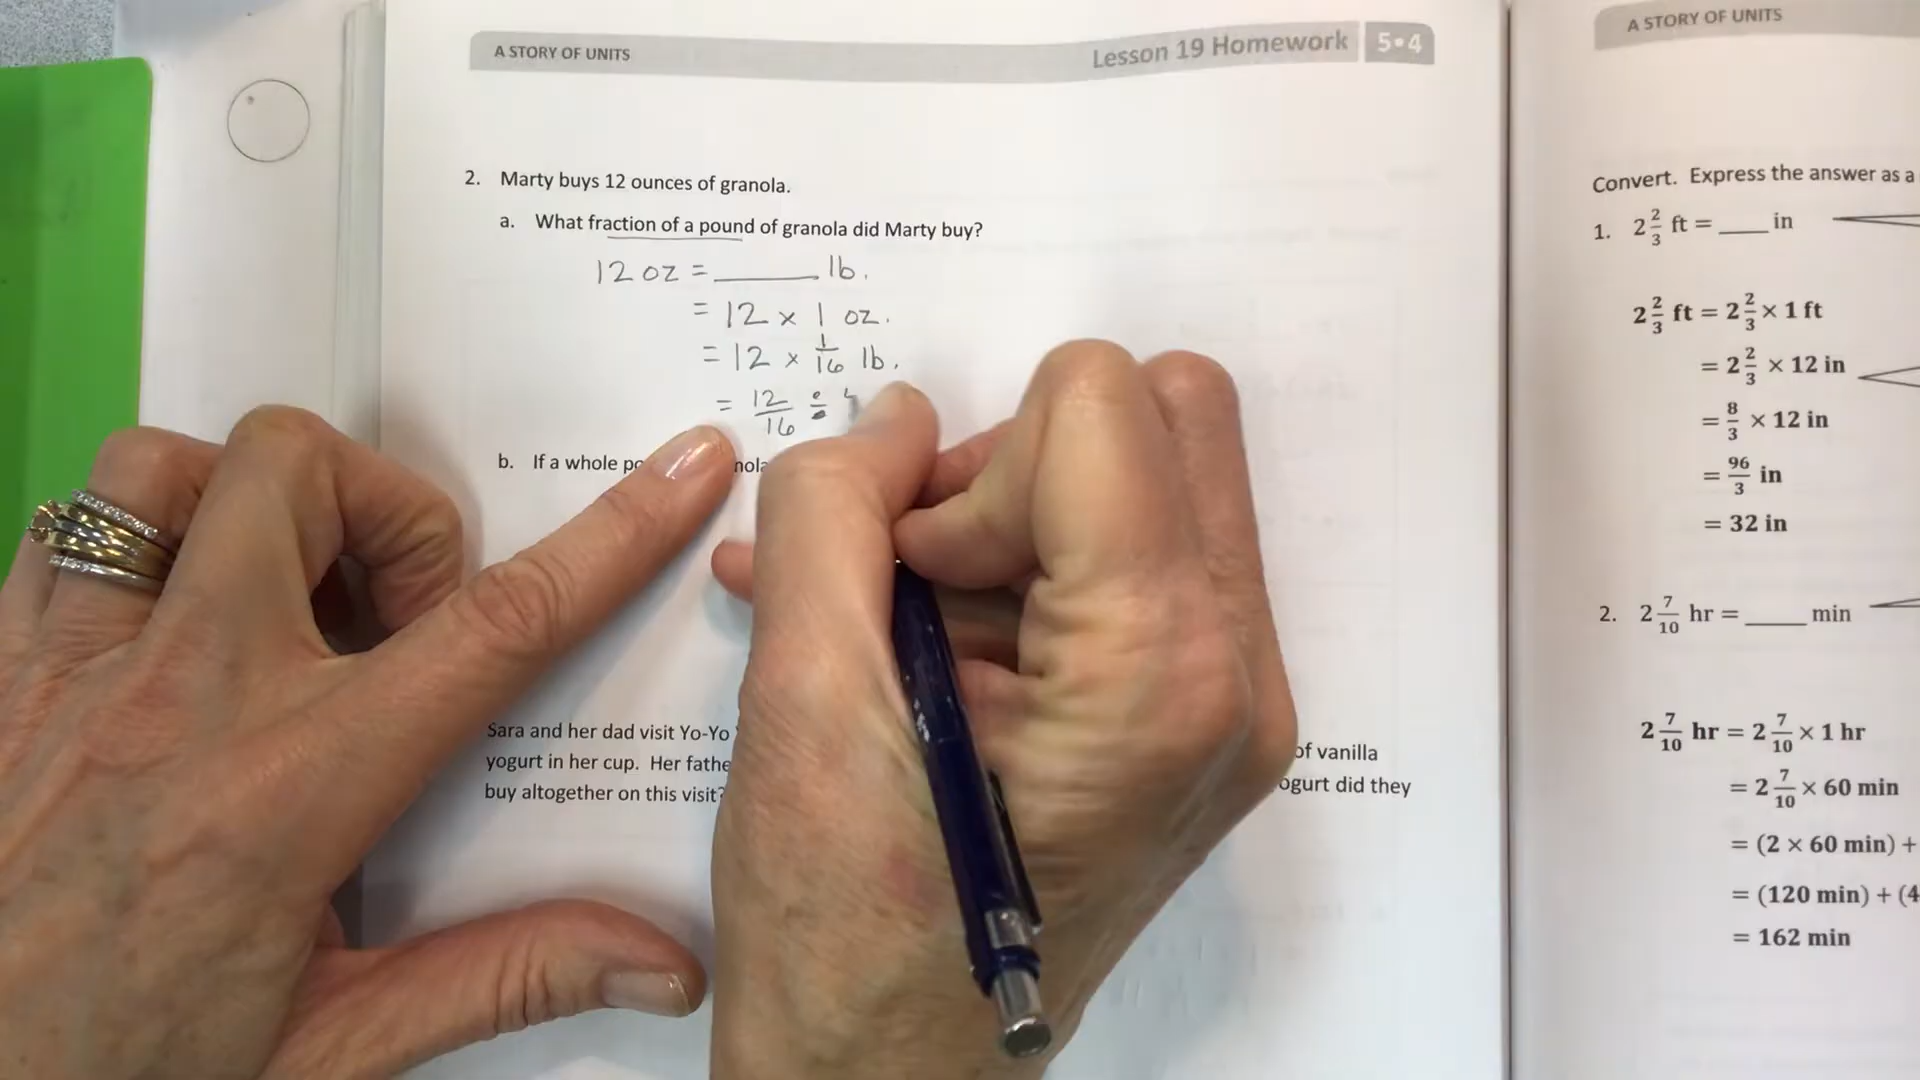 A STORY OF UNITS
Lesson 19 Homework 5•4
2. Marty buys 12 ounces of granola.
a. What fraction of a pound of granola did Marty buy?
12 oz = ______ lb.
= 12 × 1 oz.
= 12 × 1/16 lb.
= 12/16 ÷ 4
b. If a whole
Sara and her dad visit Yo-Yo
of vanilla
yogurt in her cup. Her
did they
buy altogether on this visit?
A STORY OF UNITS
Convert. Express the answer as a
1. 2 2/3 ft = ____ in
2 2/3 ft = 2 2/3 × 1 ft
= 2 2/3 × 12 in
= 8/3 × 12 in
= 96/3 in
= 32 in
2. 2 7/10 hr = _____ min
2 7/10 hr = 2 7/10 × 1 hr
= 2 7/10 × 60 min
= (2 × 60 min) +
= (120 min) + (4
= 162 min